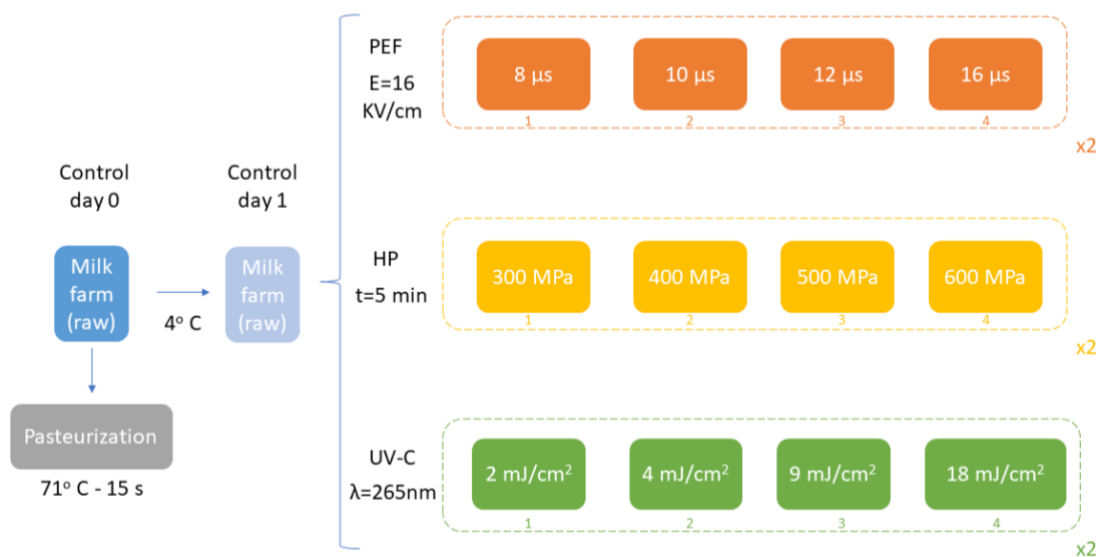 Control
day 0
Milk
farm
(raw)
4° C
Control
day 1
Milk
farm
(raw)
Pasteurization
71° C - 15 s
PEF
E=16
KV/cm
8 µs
10 µs
12 µs
16 µs
1
2
3
4
x2
HP
t=5 min
300 MPa
400 MPa
500 MPa
600 MPa
1
2
3
4
x2
UV-C
λ=265nm
2 mJ/cm²
4 mJ/cm²
9 mJ/cm²
18 mJ/cm²
1
2
3
4
x2